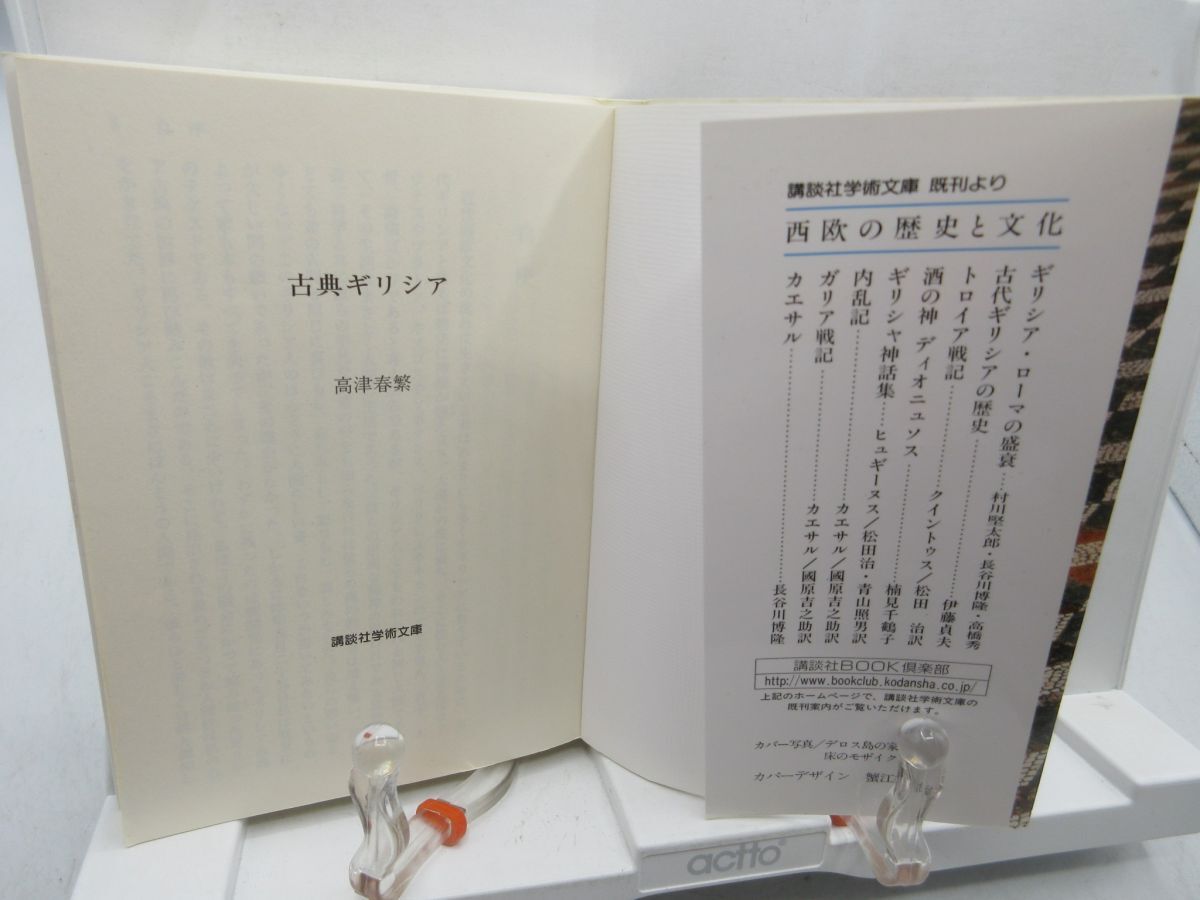 古典ギリシア
高津春繁
講談社学術文庫
講談社学術文庫 既刊より
西欧の歴史と文化
ギリシア・ローマの盛衰……村川堅太郎・長谷川博隆・高橋秀
古代ギリシアの歴史……伊藤貞夫
トロイア戦記……クイントゥス/松田 治訳
酒の神 ディオニュソス……楠見千鶴子
ギリシャ神話集……ヒュギーヌス/松田治・青山照男訳
内乱記……カエサル/國原吉之助訳
ガリア戦記……カエサル/國原吉之助訳
カエサル……長谷川博隆
講談社BOOK倶楽部
http://www.bookclub.kodansha.co.jp/
上記のホームページで、講談社学術文庫の
既刊案内がご覧いただけます。
カバー写真/デロス島の家
床のモザイク
カバーデザイン 蟹江
actto